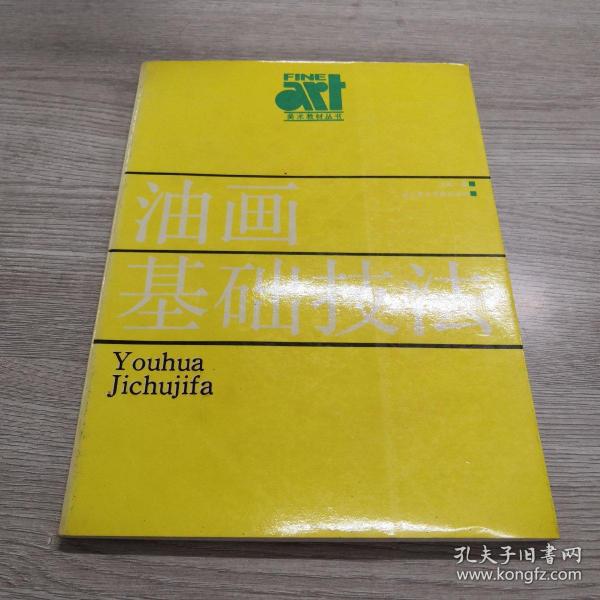 FINE
art
美术教材丛书
油画
基础技法
Youhua
Jichujifa
孔夫子旧书网
www.kongfz.com